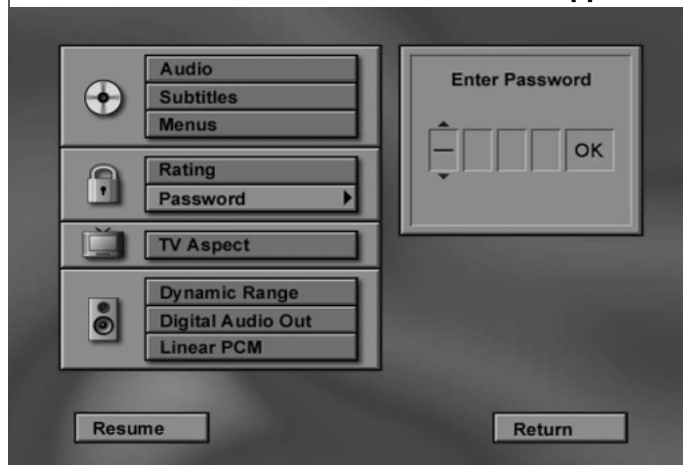 Audio
Subtitles
Menus
Rating
Password
TV Aspect
Dynamic Range
Digital Audio Out
Linear PCM
Enter Password
— OK
Resume
Return